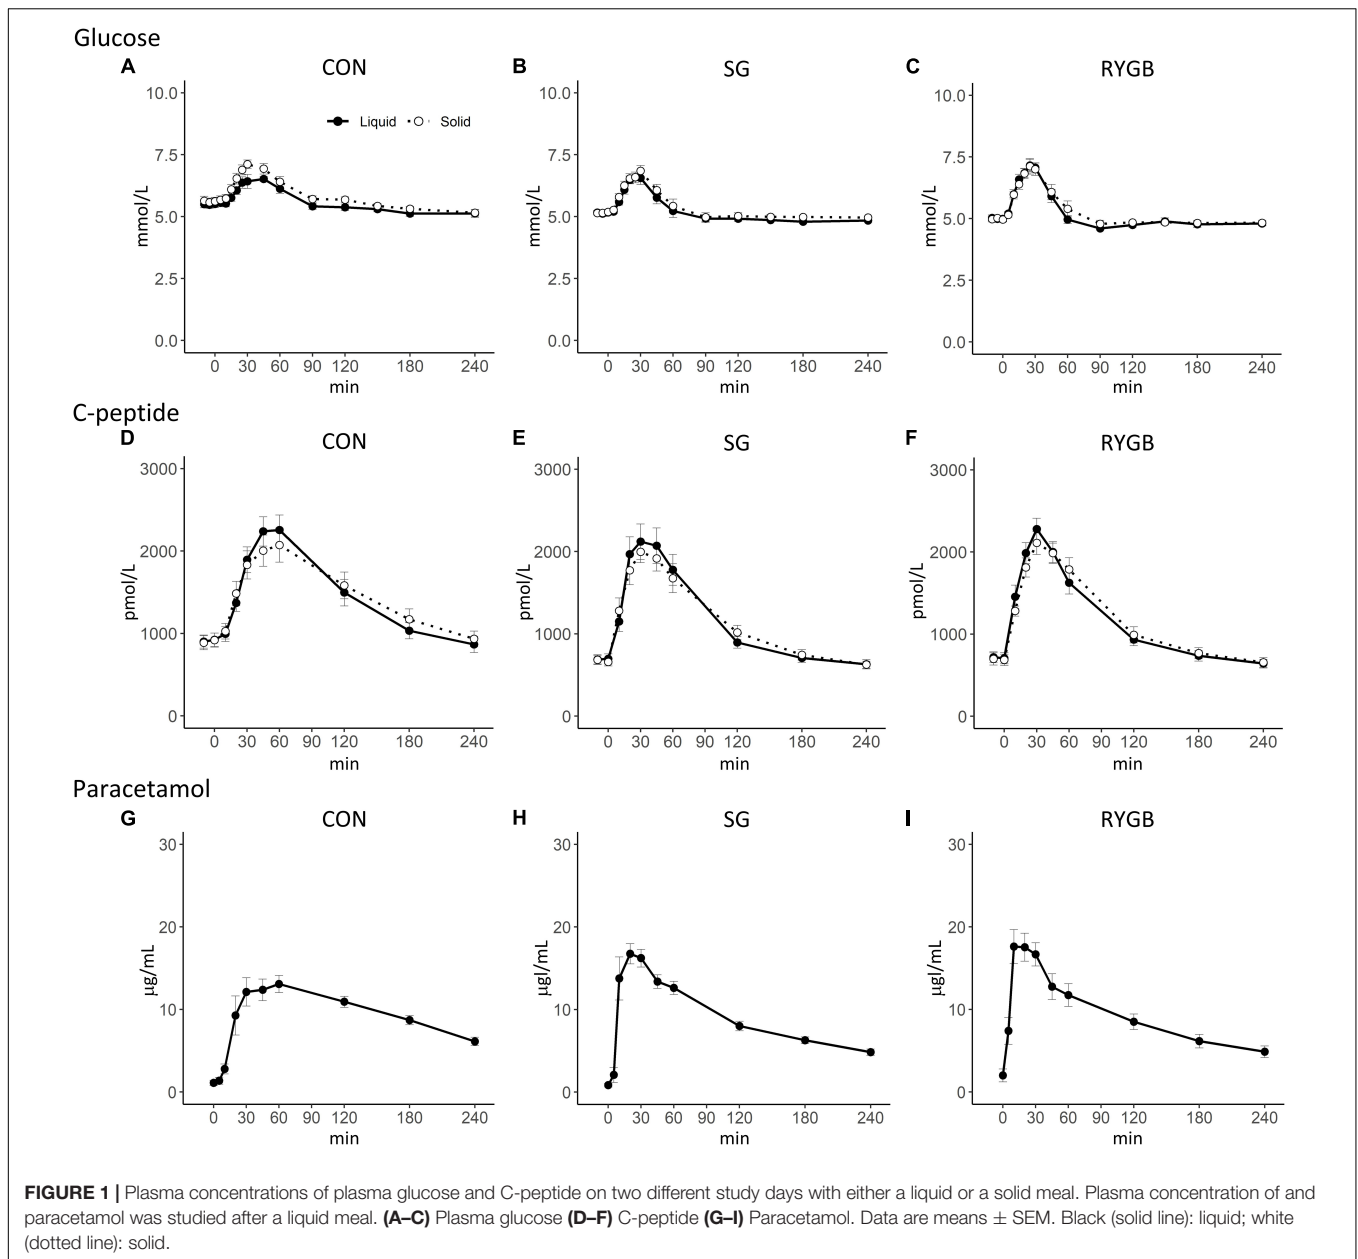 Glucose
A CON B SG C RYGB
10.0 10.0 10.0
Liquid Solid
7.5 7.5 7.5
mmol/L mmol/L mmol/L
5.0 5.0 5.0
2.5 2.5 2.5
0.0 0.0 0.0
0 30 60 90 120 180 240 0 30 60 90 120 180 240 0 30 60 90 120 180 240
min min min
C-peptide
D CON E SG F RYGB
3000 3000 3000
2000 2000 2000
pmol/L pmol/L pmol/L
1000 1000 1000
0 0 0
0 30 60 90 120 180 240 0 30 60 90 120 180 240 0 30 60 90 120 180 240
min min min
Paracetamol
G CON H SG I RYGB
30 30 30
20 20 20
µg/mL µgl/mL µgl/mL
10 10 10
0 0 0
0 30 60 90 120 180 240 0 30 60 90 120 180 240 0 30 60 90 120 180 240
min min min
FIGURE 1 | Plasma concentrations of plasma glucose and C-peptide on two different study days with either a liquid or a solid meal. Plasma concentration of and
paracetamol was studied after a liquid meal. (A–C) Plasma glucose (D–F) C-peptide (G–I) Paracetamol. Data are means ± SEM. Black (solid line): liquid; white
(dotted line): solid.